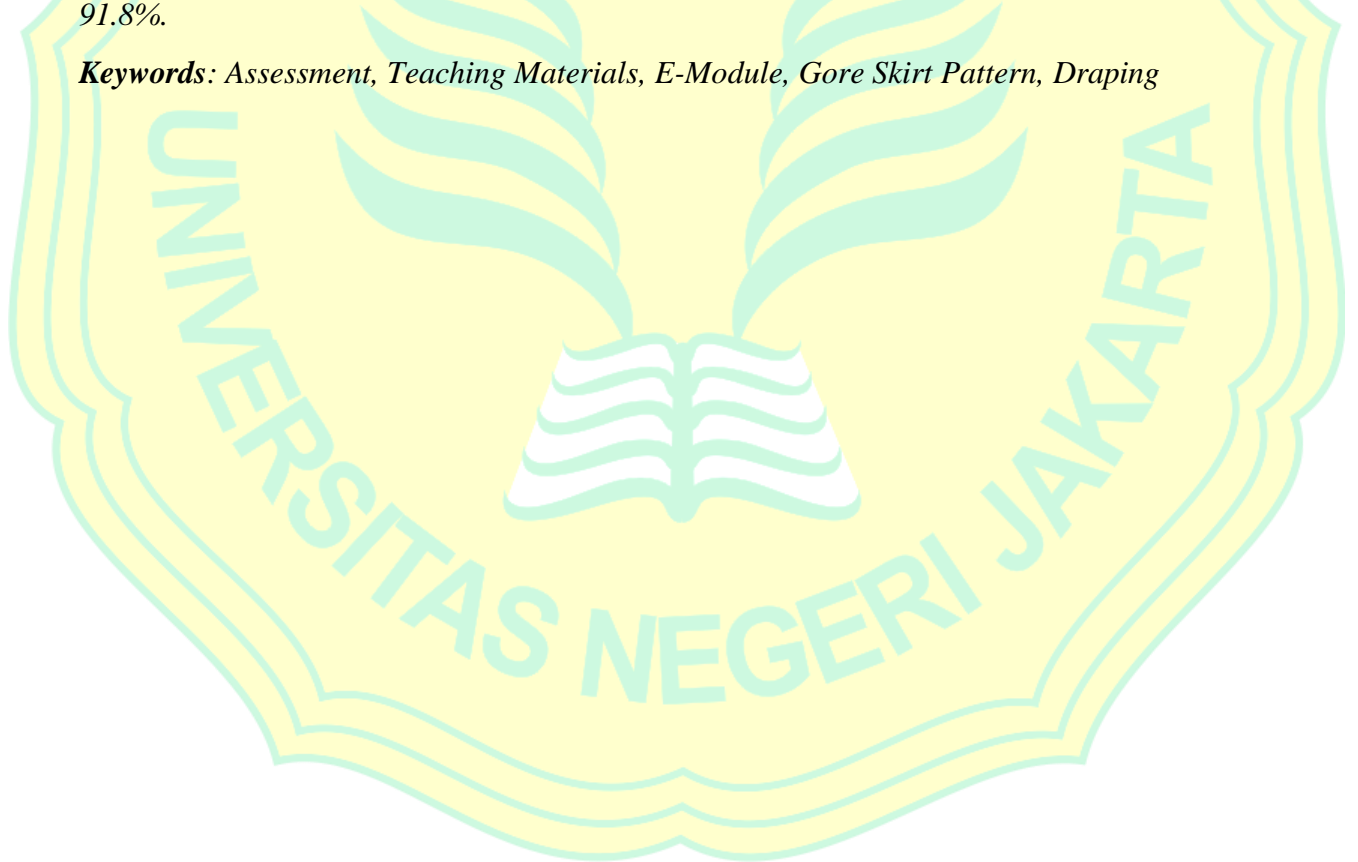 91.8%.
Keywords: Assessment, Teaching Materials, E-Module, Gore Skirt Pattern, Draping
UNIVERSITAS NEGERI JAKARTA